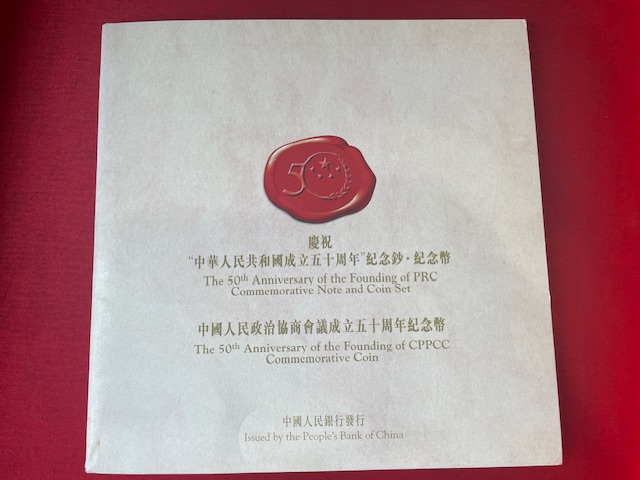 50
慶祝
“中華人民共和國成立五十周年”紀念鈔·紀念幣
The 50th Anniversary of the Founding of PRC
Commemorative Note and Coin Set
中國人民政治協商會議成立五十周年紀念幣
The 50th Anniversary of the Founding of CPPCC
Commemorative Coin
中國人民銀行發行
Issued by the People's Bank of China